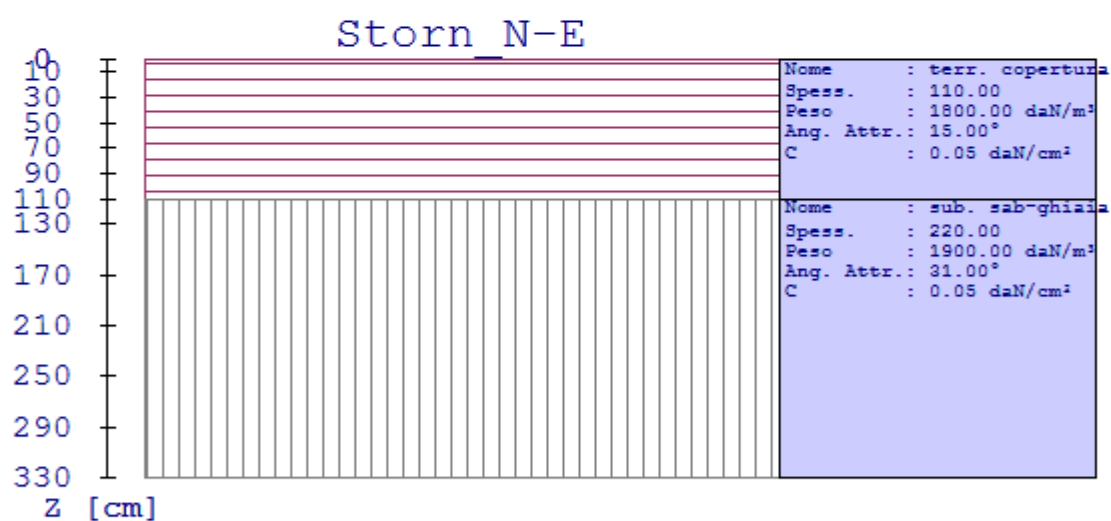 Storn_N-E
0
10
30
50
70
90
110
130
170
210
250
290
330
Z [cm]
Nome : terr. copertura
Spess. : 110.00
Peso : 1800.00 daN/m³
Ang. Attr.: 15.00°
C : 0.05 daN/cm²
Nome : sub. sab-ghiaia
Spess. : 220.00
Peso : 1900.00 daN/m³
Ang. Attr.: 31.00°
C : 0.05 daN/cm²